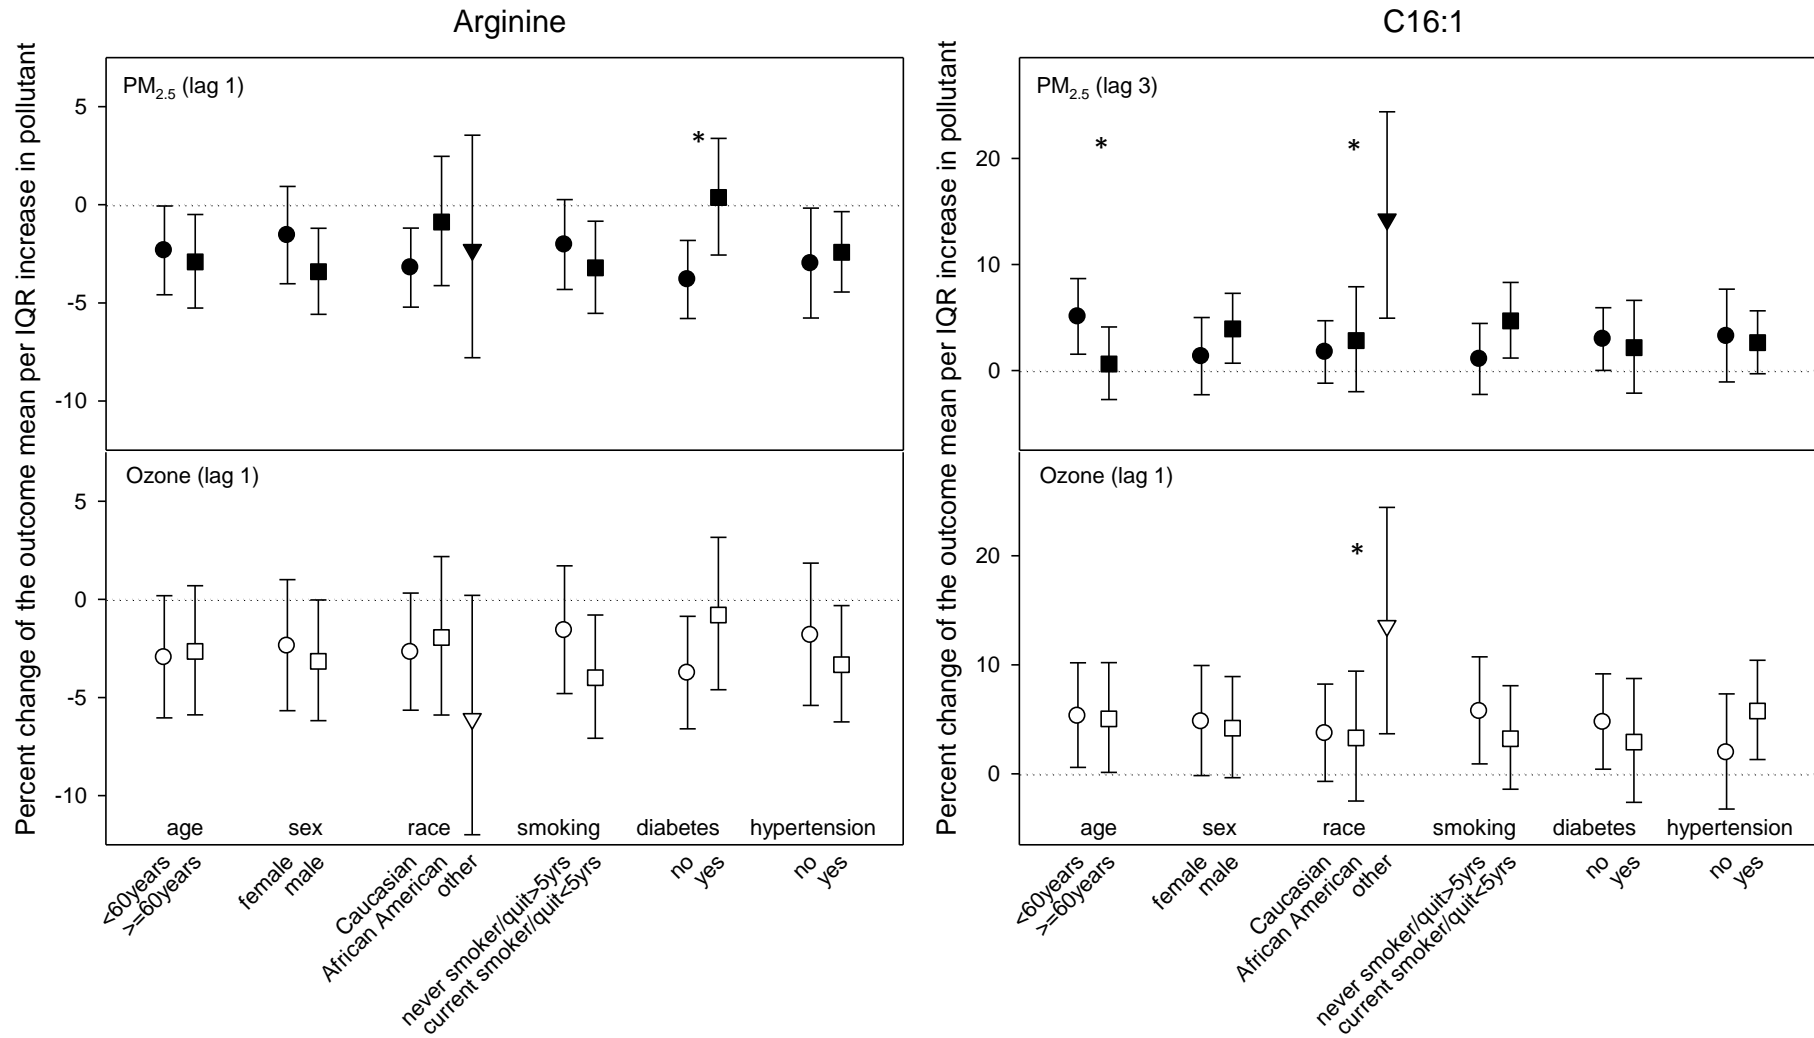 Arginine
C16:1
Percent change of the outcome mean per IQR increase in pollutant
PM2.5 (lag 1)
5
0
-5
-10
*
Ozone (lag 1)
5
0
-5
-10
age
sex
race
smoking
diabetes
hypertension
<60years
>=60years
female
male
Caucasian
African American
other
never smoker/quit>5yrs
current smoker/quit<5yrs
no
yes
no
yes
Percent change of the outcome mean per IQR increase in pollutant
PM2.5 (lag 3)
20
10
0
*
*
Ozone (lag 1)
20
10
0
*
age
sex
race
smoking
diabetes
hypertension
<60years
>=60years
female
male
Caucasian
African American
other
never smoker/quit>5yrs
current smoker/quit<5yrs
no
yes
no
yes